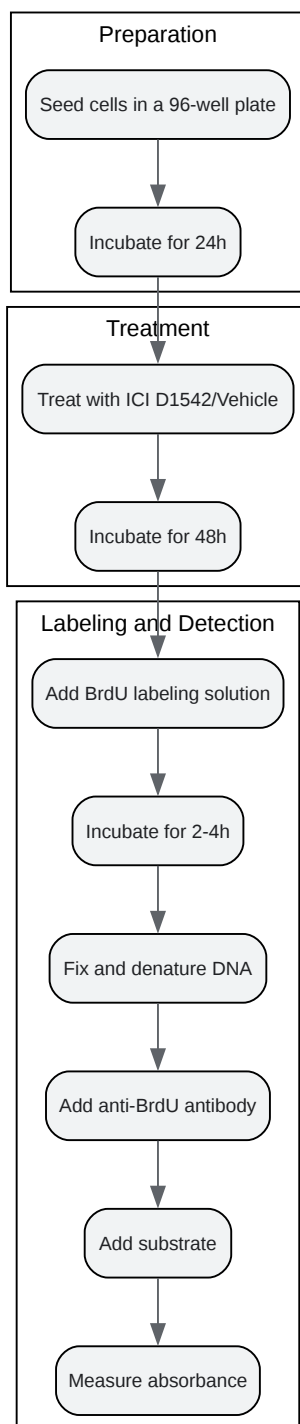 Preparation
Seed cells in a 96-well plate
Incubate for 24h
Treatment
Treat with ICI D1542/Vehicle
Incubate for 48h
Labeling and Detection
Add BrdU labeling solution
Incubate for 2-4h
Fix and denature DNA
Add anti-BrdU antibody
Add substrate
Measure absorbance